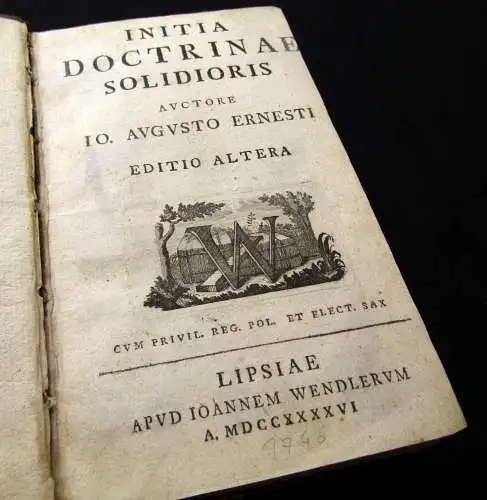 INITIA
DOCTRINAE
SOLIDIORIS
AVCTORE
IO. AVGVSTO ERNESTI
EDITIO ALTERA
W
CVM PRIVIL. REG. POL. ET ELECT. SAX
LIPSIAE
APVD IOANNEM WENDLERVM
A. MDCCXXXXVI
1746